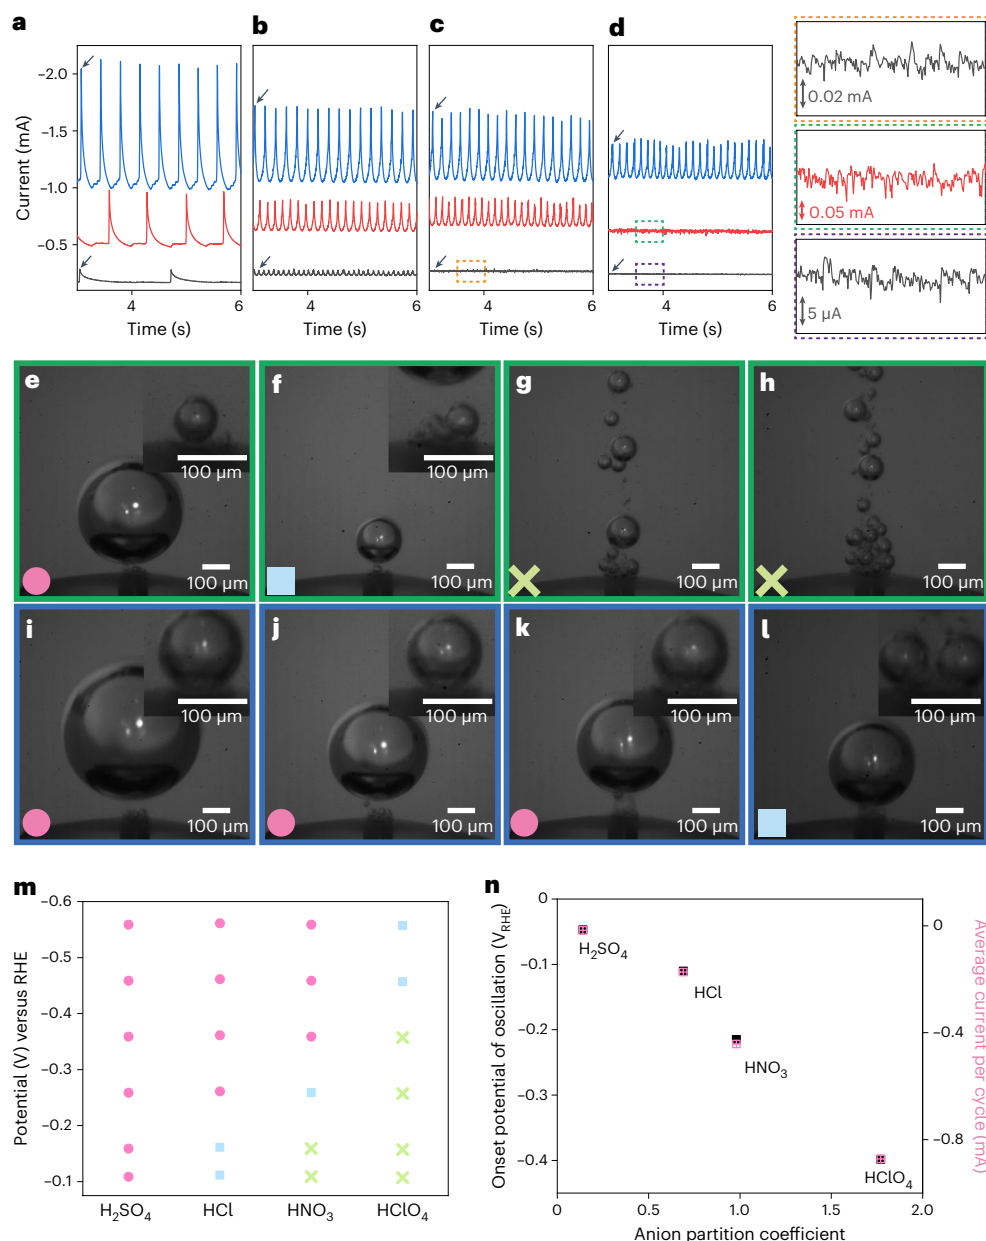 a
b
c
d
Current (mA)
−2.0
−1.5
−1.0
−0.5
4
6
4
6
4
6
4
6
Time (s)
Time (s)
Time (s)
Time (s)
0.02 mA
0.05 mA
5 µA
e
100 µm
100 µm
f
100 µm
100 µm
g
100 µm
h
100 µm
i
100 µm
100 µm
j
100 µm
100 µm
k
100 µm
100 µm
l
100 µm
100 µm
m
Potential (V) versus RHE
−0.6
−0.5
−0.4
−0.3
−0.2
−0.1
H₂SO₄
HCl
HNO₃
HClO₄
n
Onset potential of oscillation (V_RHE)
0
−0.1
−0.2
−0.3
−0.4
H₂SO₄
HCl
HNO₃
HClO₄
0
0.5
1.0
1.5
2.0
Anion partition coefficient
0
−0.4
−0.8
Average current per cycle (mA)